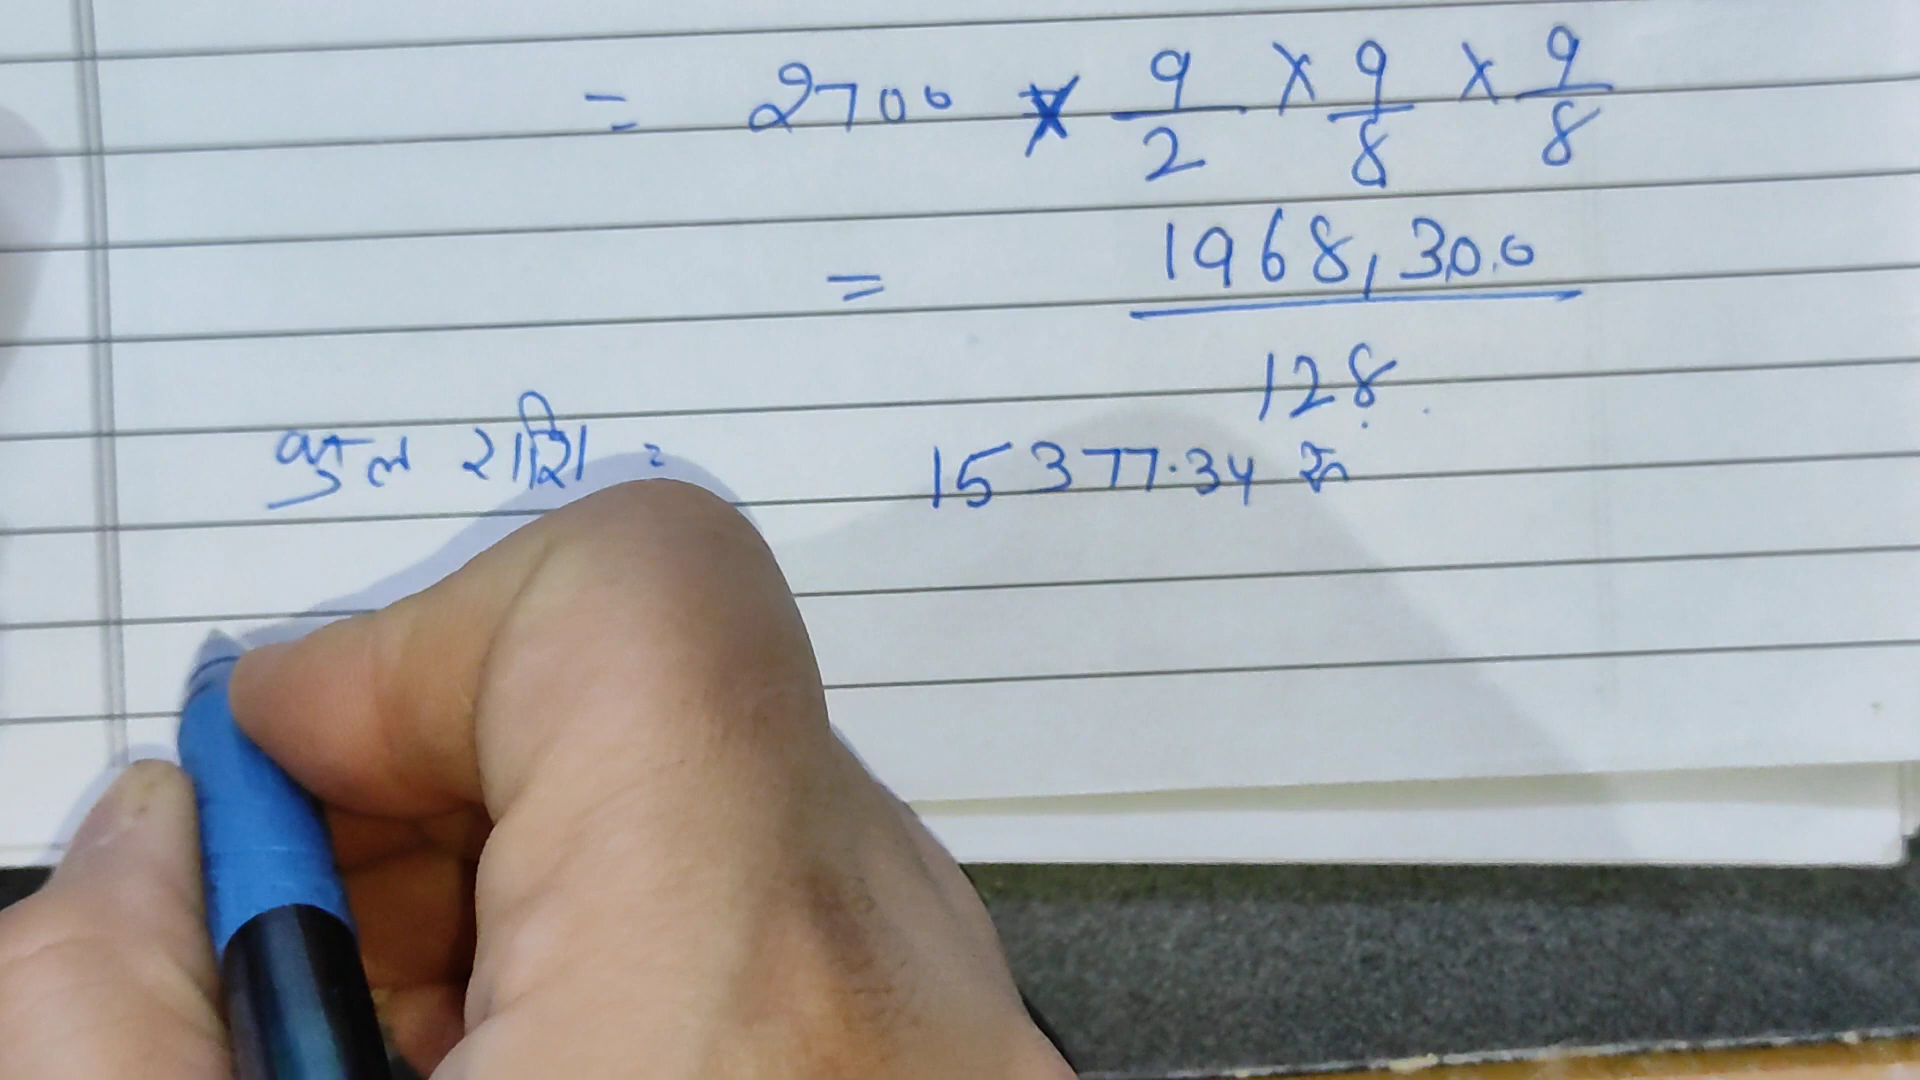 = 2700 × 9/2 × 9/8 × 9/8
= 1968,300
128
कुल राशि = 15377.34 रू